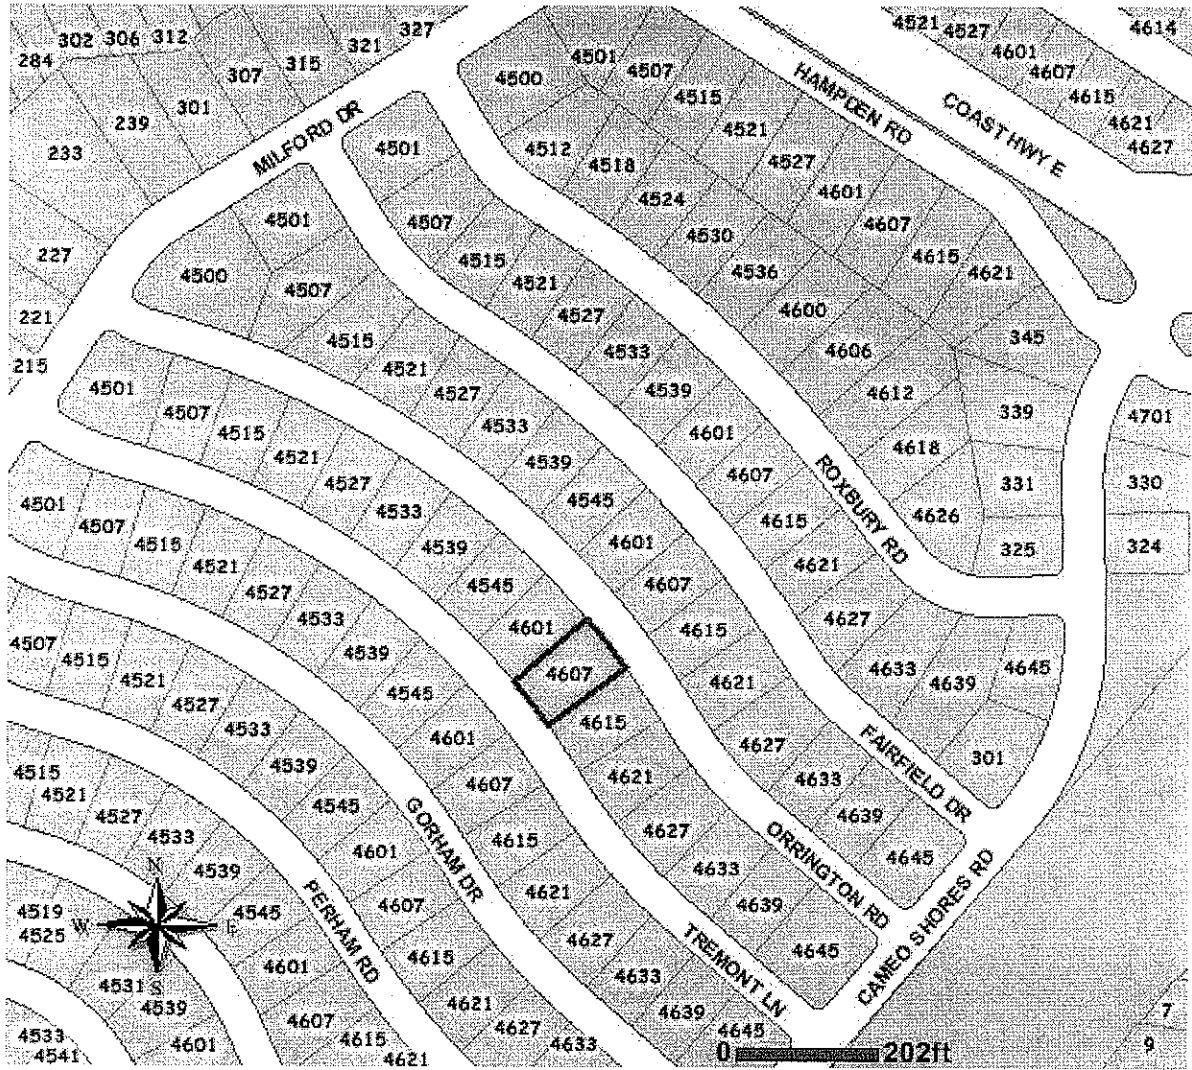 302 306 312 321 327
284 307 315
301
239
233
4501 4507 4515 4521 4527
4500
HAMPDEN RD
COAST HWY E
4521 4527 4601 4607 4615 4621 4627
4614
MILFORD DR
4501
4512 4518 4524 4530 4536 4600 4606 4612 4618 4626
4601 4607 4615 4621
345
339
331
325
4701
330
324
227
221
215
4500
4501
4507 4515 4521 4527 4533 4539 4545 4601 4607 4615 4621 4627 4633 4639 4645
4507 4515 4521 4527 4533 4539 4601 4607 4615 4621 4627 4633 4639 4645
301
ROXBURY RD
FAIRFIELD DR
ORRINGTON RD
CAMEO SHORES RD
TREMONT LN
GORHAM DR
PERHAM RD
4501 4507 4515 4521 4527 4533 4539 4545 4601 4607 4615 4621 4627 4633 4639 4645
4501 4507 4515 4521 4527 4533 4539 4545 4601 4607 4615 4621 4627 4633 4639 4645
4507 4515 4521 4527 4533 4539 4545 4601 4607 4615 4621 4627 4633
4515 4521 4527 4533 4539 4545 4601 4607 4615 4621
4519
4525
4531
4539
4601
4533
4541
N
W E
S
7
9
0 202ft